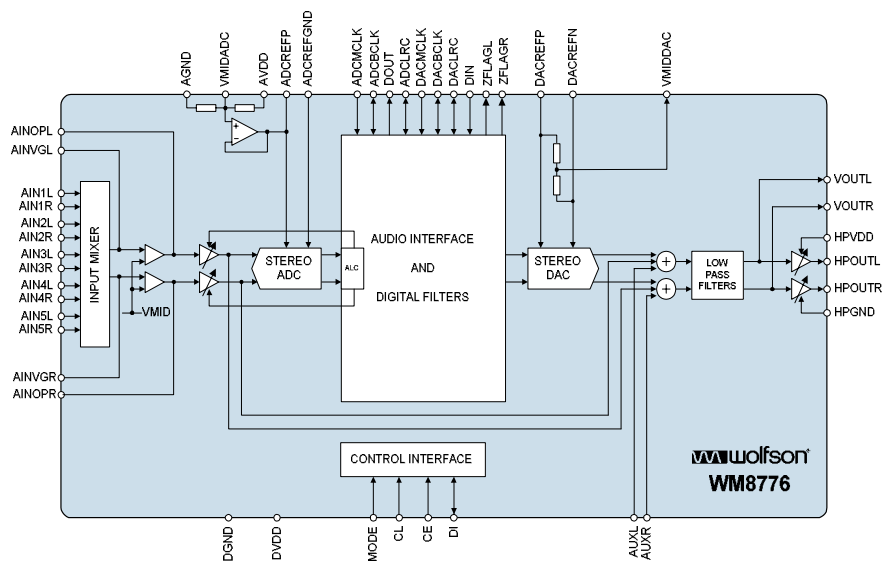 AGND
VMIDADC
AVDD
ADCREFP
ADCREFGND
ADCMCLK
ADCBCLK
DOUT
ADCLRC
DACMCLK
DACBCLK
DACLRC
DIN
ZFLAGL
ZFLAGR
DACREFP
DACREFN
VMIDDAC
AINOPL
AINVGL
AIN1L
AIN1R
AIN2L
AIN2R
AIN3L
AIN3R
AIN4L
AIN4R
AIN5L
AIN5R
AINVGR
AINOPR
INPUT MIXER
VMID
+
−
STEREO
ADC
ALC
AUDIO INTERFACE
AND
DIGITAL FILTERS
STEREO
DAC
+
+
LOW
PASS
FILTERS
VOUTL
VOUTR
HPVDD
HPOUTL
HPOUTR
HPGND
CONTROL INTERFACE
wolfson
WM8776
DGND
DVDD
MODE
CL
CE
DI
AUXL
AUXR